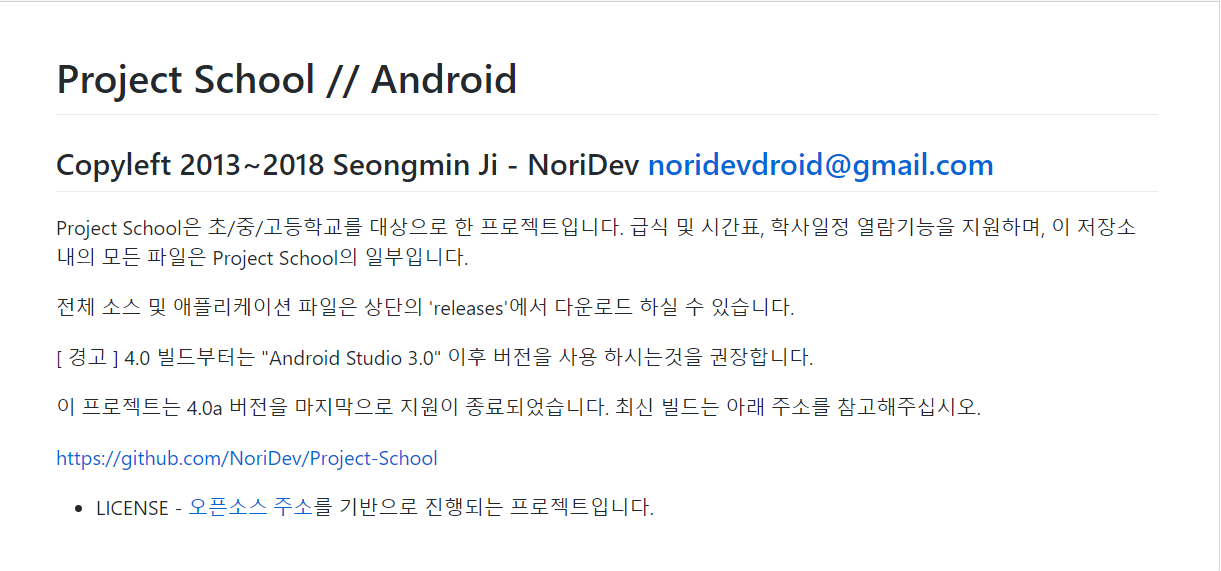 Project School // Android
Copyleft 2013~2018 Seongmin Ji - NoriDev noridevdroid@gmail.com
Project School은 초/중/고등학교를 대상으로 한 프로젝트입니다. 급식 및 시간표, 학사일정 열람기능을 지원하며, 이 저장소
내의 모든 파일은 Project School의 일부입니다.
전체 소스 및 애플리케이션 파일은 상단의 'releases'에서 다운로드 하실 수 있습니다.
[ 경고 ] 4.0 빌드부터는 "Android Studio 3.0" 이후 버전을 사용 하시는것을 권장합니다.
이 프로젝트는 4.0a 버전을 마지막으로 지원이 종료되었습니다. 최신 빌드는 아래 주소를 참고해주십시오.
https://github.com/NoriDev/Project-School
• LICENSE - 오픈소스 주소를 기반으로 진행되는 프로젝트입니다.